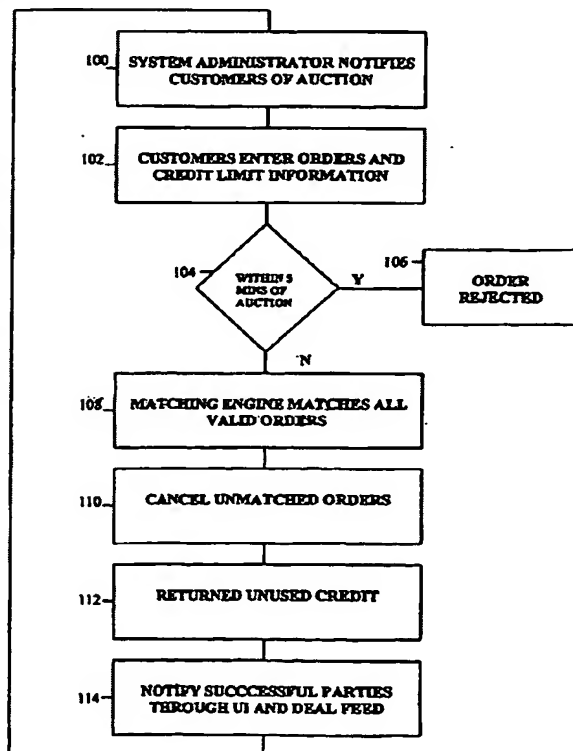 100
SYSTEM ADMINISTRATOR NOTIFIES
CUSTOMERS OF AUCTION
102
CUSTOMERS ENTER ORDERS AND
CREDIT LIMIT INFORMATION
104
WITHIN 5
MINS OF
AUCTION
Y
106
ORDER
REJECTED
N
108
MATCHING ENGINE MATCHES ALL
VALID ORDERS
110
CANCEL UNMATCHED ORDERS
112
RETURNED UNUSED CREDIT
114
NOTIFY SUCCCESSFUL PARTIES
THROUGH UI AND DEAL FEED